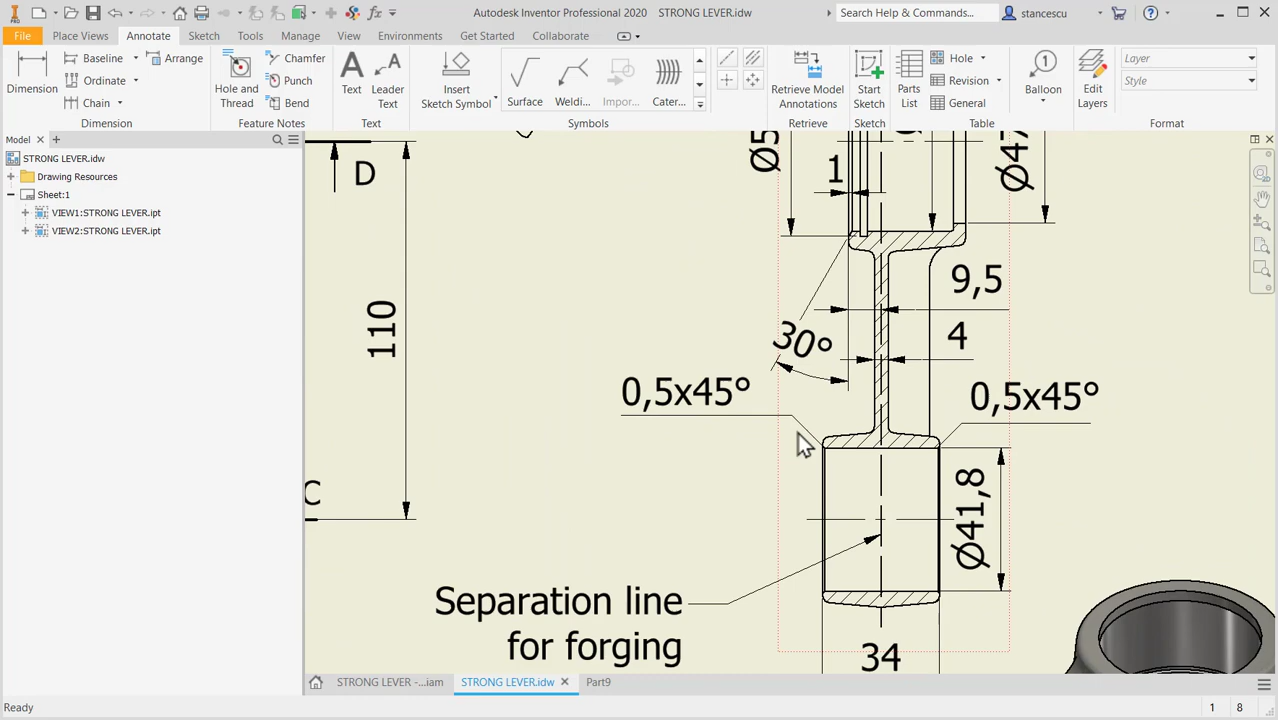 Autodesk Inventor Professional 2020 STRONG LEVER.idw
Search Help & Commands...
stancescu
PRO
File
Place Views
Annotate
Sketch
Tools
Manage
View
Environments
Get Started
Collaborate
Dimension
Baseline
Ordinate
Chain
Arrange
Dimension
Hole and
Thread
Chamfer
Punch
Bend
Feature Notes
Text
Leader
Text
Text
Insert
Sketch Symbol
Surface
Weldi...
Impor...
Cater...
Symbols
Retrieve Model
Annotations
Retrieve
Start
Sketch
Sketch
Parts
List
Hole
Revision
General
Table
Balloon
Edit
Layers
Layer
Style
Format
Model
STRONG LEVER.idw
Drawing Resources
Sheet:1
VIEW1:STRONG LEVER.ipt
VIEW2:STRONG LEVER.ipt
D
1
9,5
110
30°
4
0,5x45°
0,5x45°
C
Ø41,8
Separation line
for forging
34
STRONG LEVER -...iam
STRONG LEVER.idw
Part9
Ready
1
8